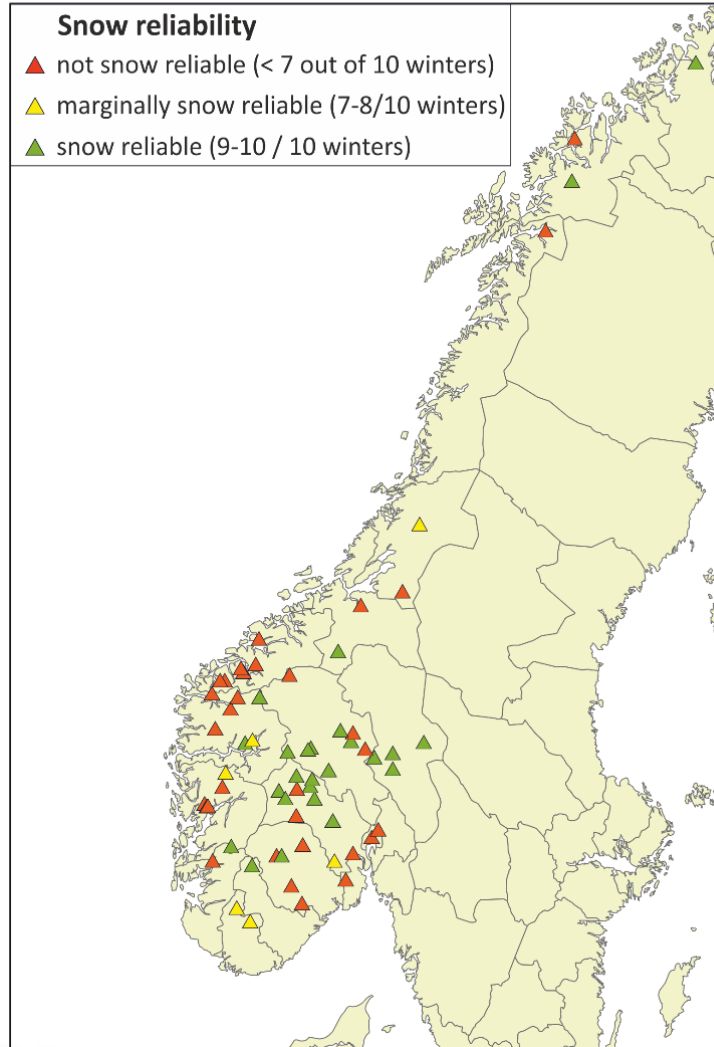 Snow reliability
not snow reliable (< 7 out of 10 winters)
marginally snow reliable (7-8/10 winters)
snow reliable (9-10 / 10 winters)